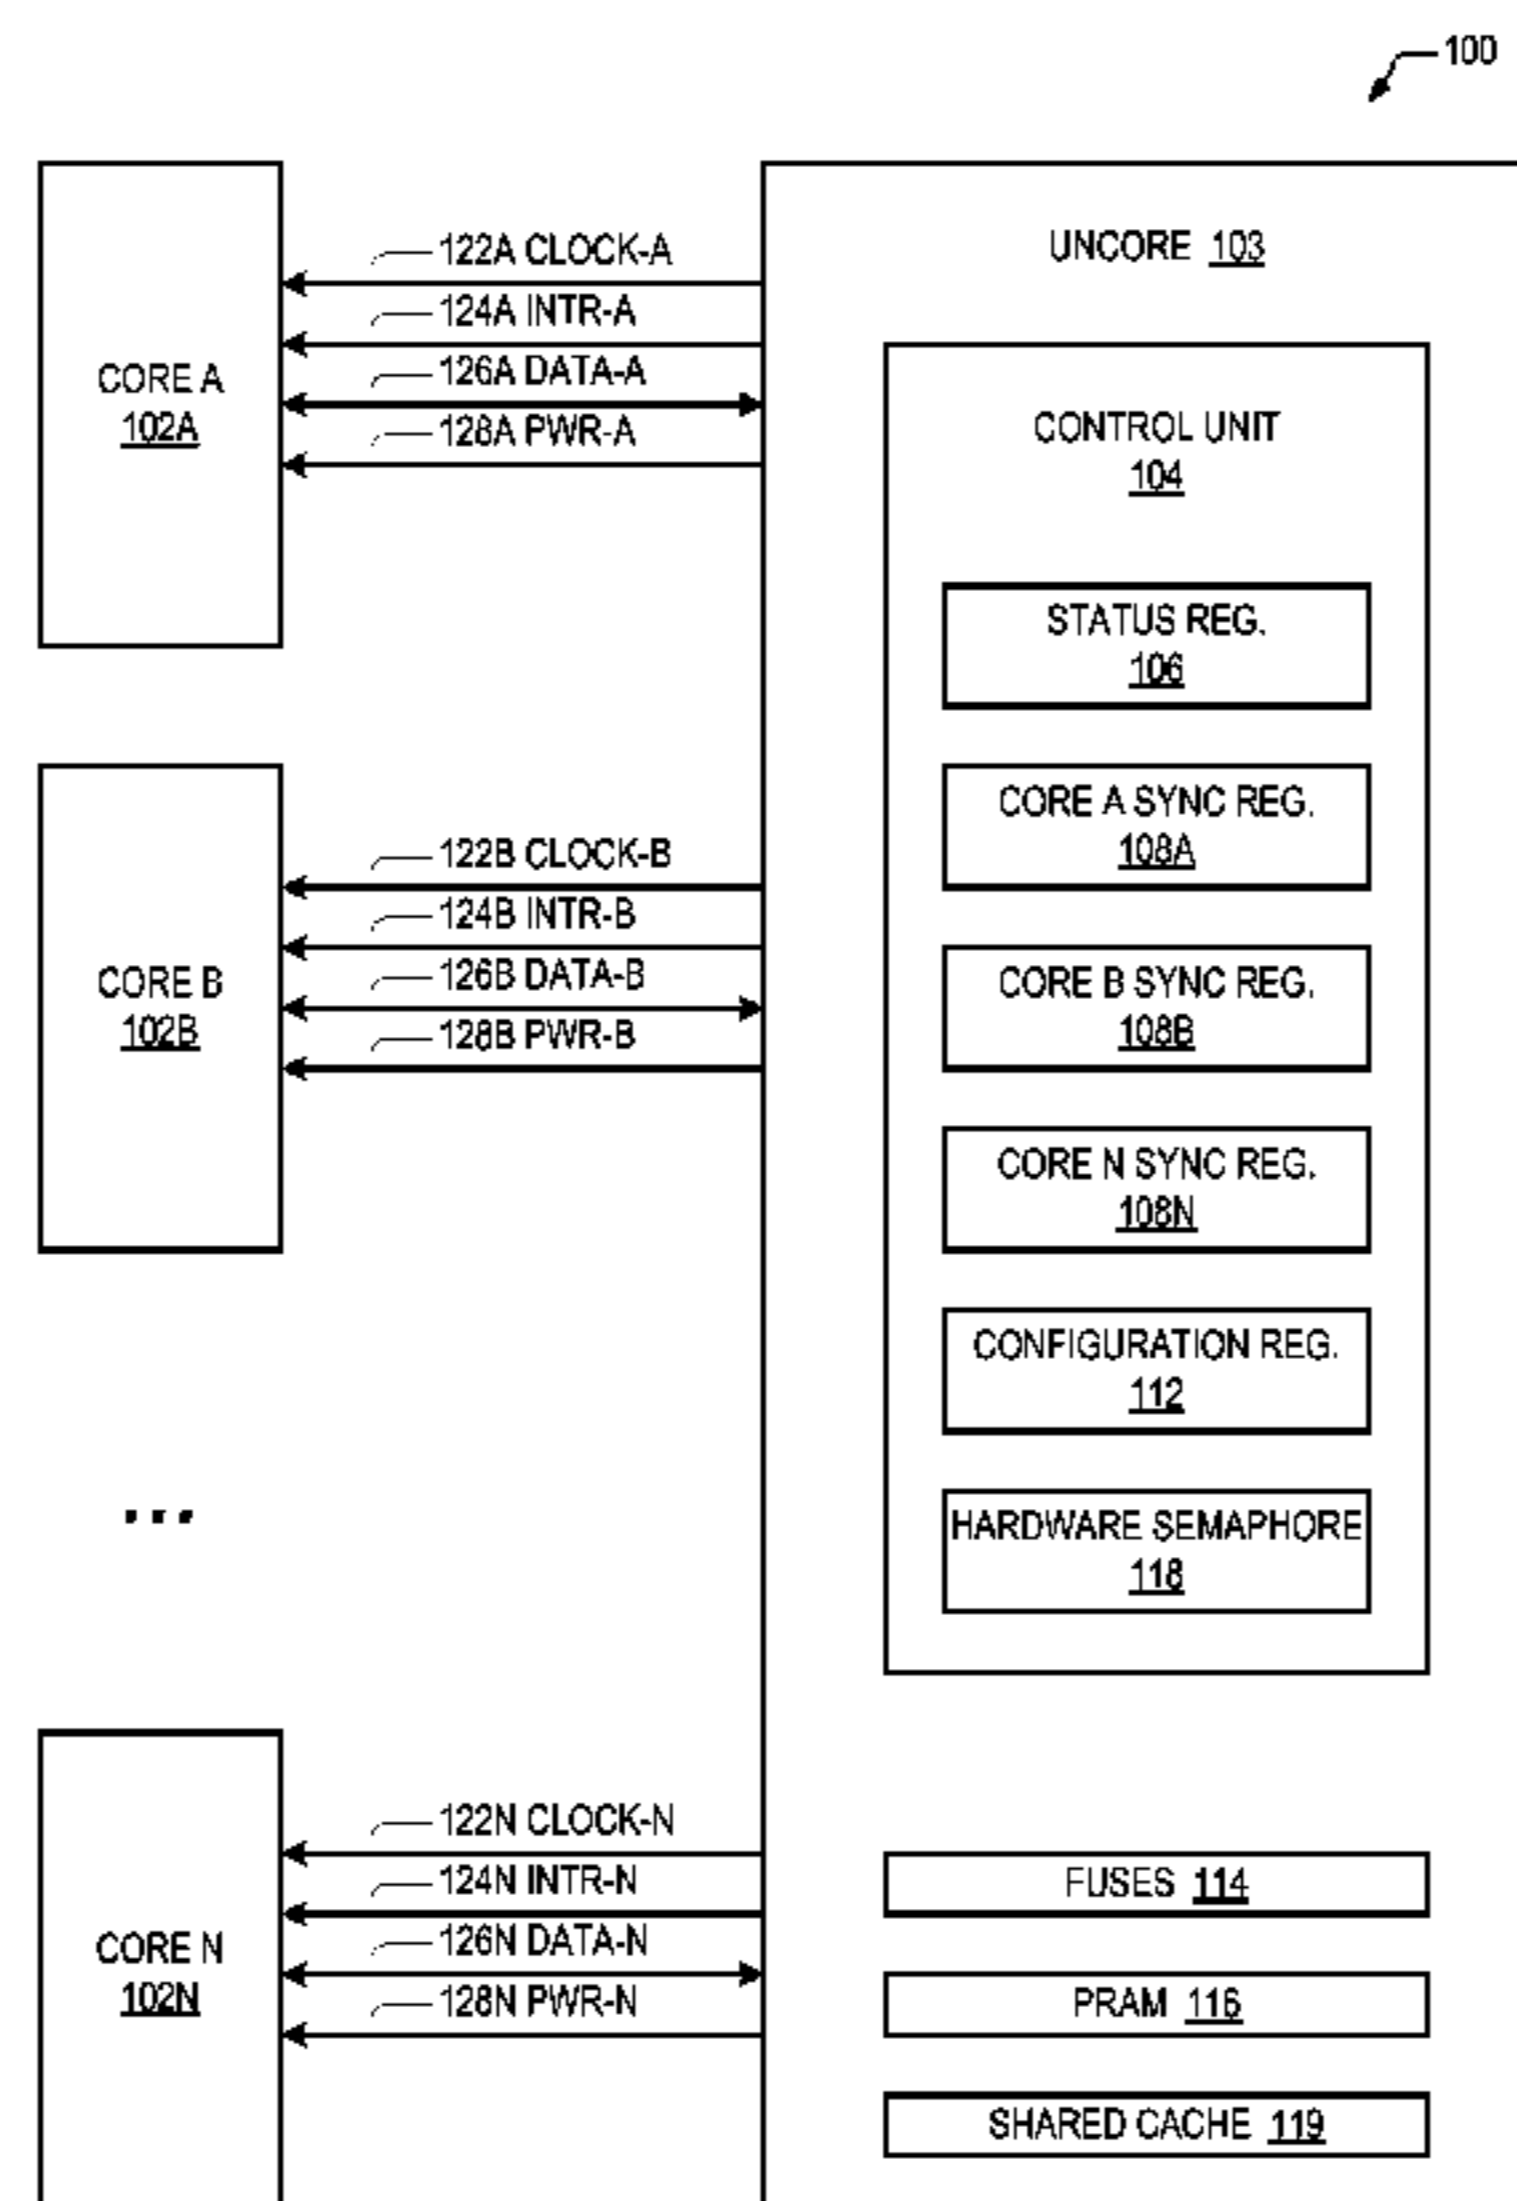 100
CORE A
102A
122A CLOCK-A
124A INTR-A
126A DATA-A
128A PWR-A
UNCORE 103
CONTROL UNIT
104
STATUS REG.
106
CORE A SYNC REG.
108A
CORE B
102B
122B CLOCK-B
124B INTR-B
126B DATA-B
128B PWR-B
CORE B SYNC REG.
108B
CORE N SYNC REG.
108N
CONFIGURATION REG.
112
HARDWARE SEMAPHORE
118
...
CORE N
102N
122N CLOCK-N
124N INTR-N
126N DATA-N
128N PWR-N
FUSES 114
PRAM 116
SHARED CACHE 119